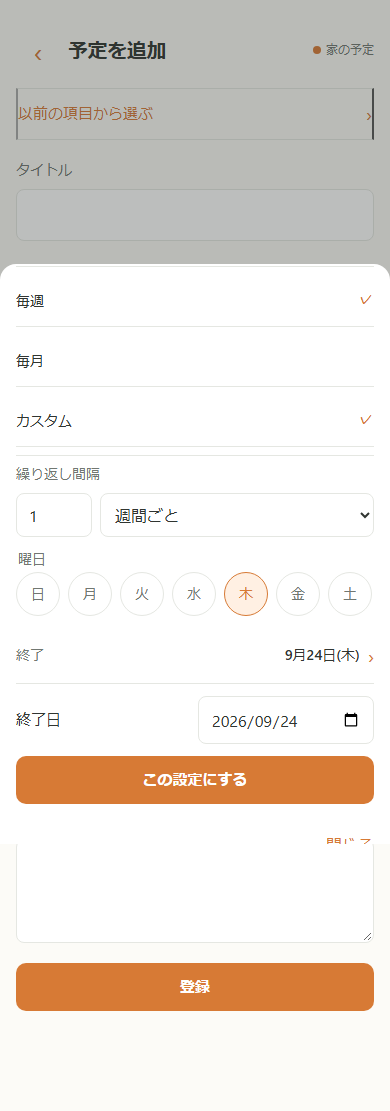 ‹ 予定を追加 家の予定
以前の項目から選ぶ ›
タイトル
毎週 ✓
毎月
カスタム ✓
繰り返し間隔
1 週間ごと
曜日
日 月 火 水 木 金 土
終了 9月24日(木) ›
終了日 2026/09/24
この設定にする
登録